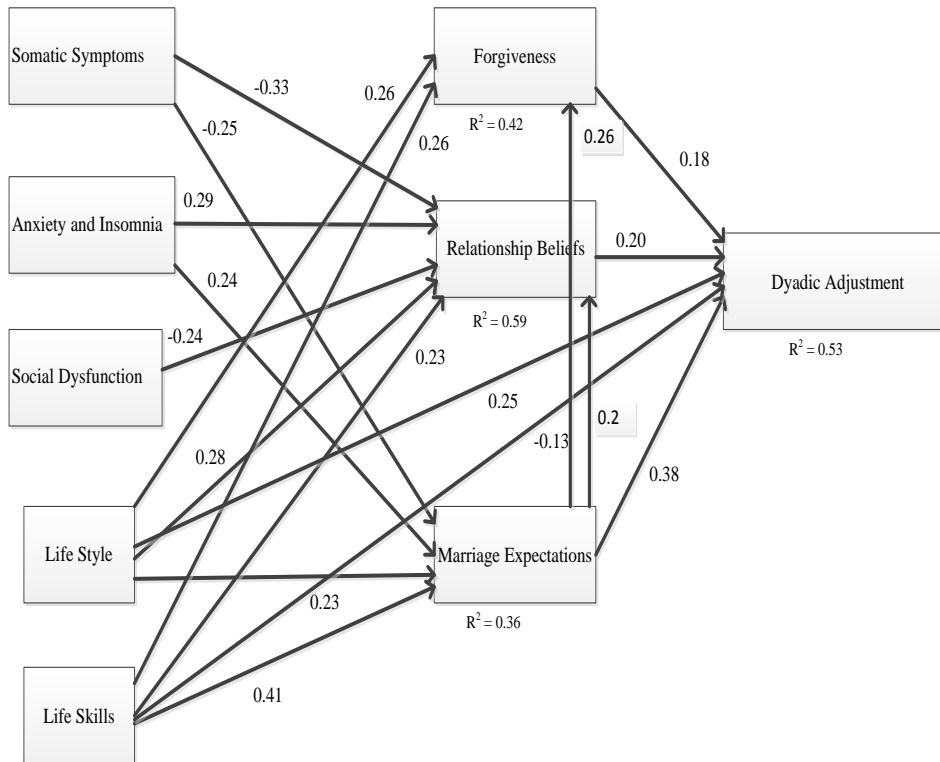 Somatic Symptoms
Forgiveness
-0.33
0.26
-0.25
R² = 0.42
0.26
0.26
0.18
Anxiety and Insomnia
0.29
Relationship Beliefs
0.20
Dyadic Adjustment
0.24
R² = 0.59
-0.24
0.23
R² = 0.53
Social Dysfunction
0.25
0.2
-0.13
0.28
0.38
Life Style
Marriage Expectations
0.23
R² = 0.36
0.41
Life Skills